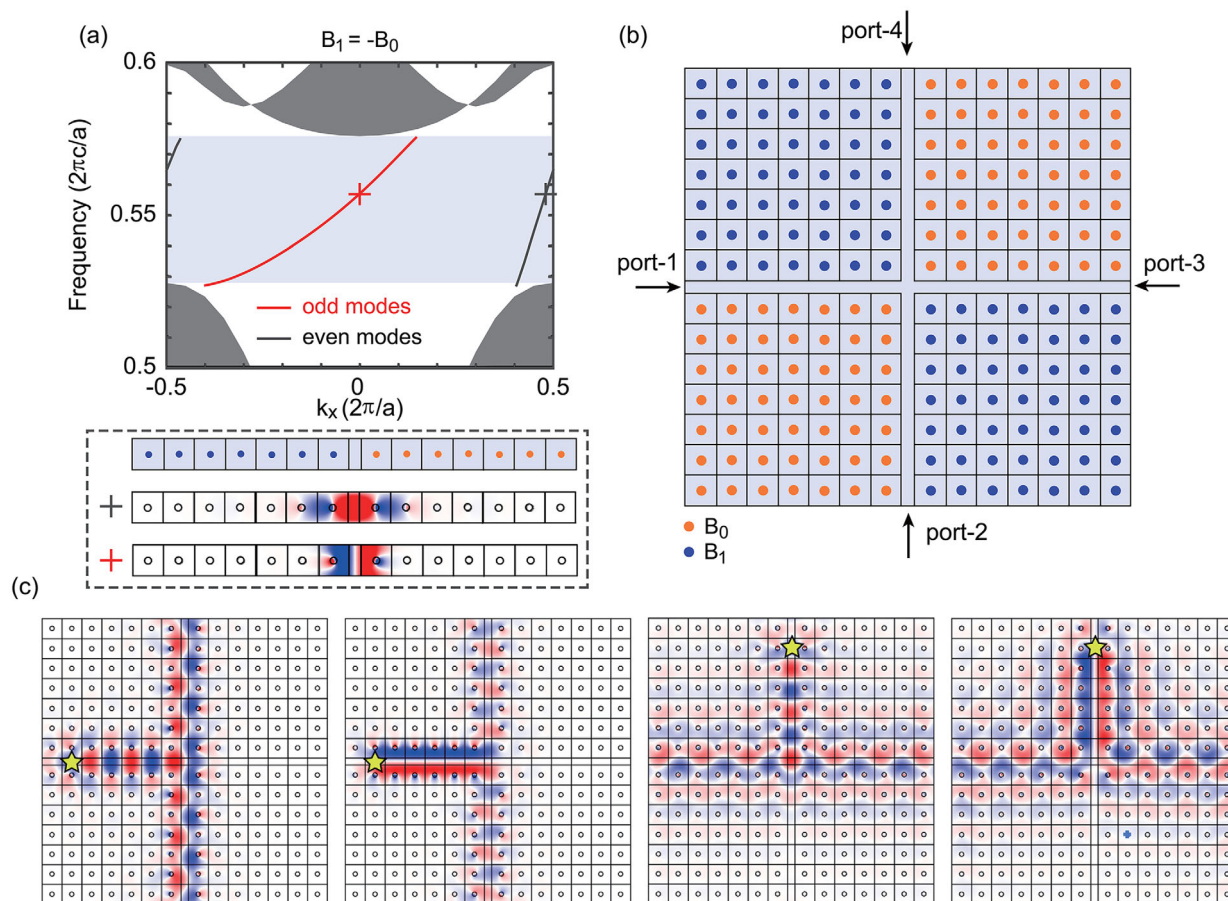 (a)
B₁ = -B₀
0.6
0.55
0.5
Frequency (2πc/a)
odd modes
even modes
-0.5
0
0.5
kₓ (2π/a)
(b)
port-4
port-1
port-3
port-2
B₀
B₁
(c)